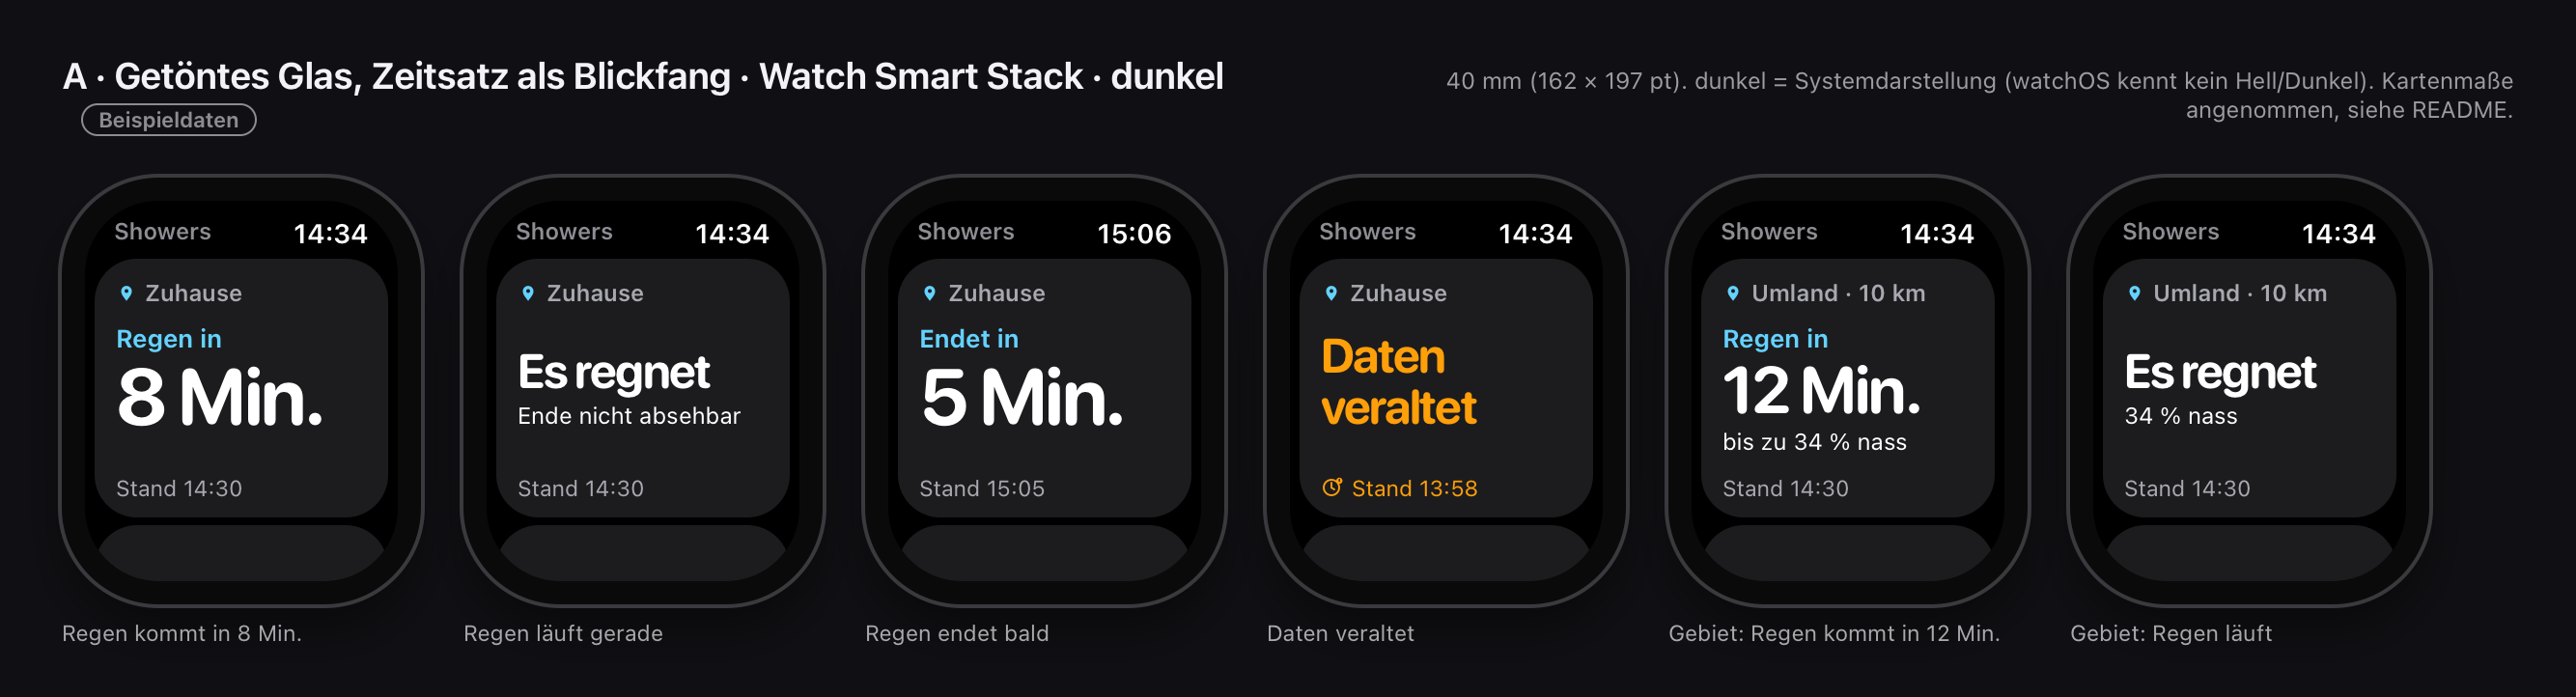 A · Getöntes Glas, Zeitsatz als Blickfang · Watch Smart Stack · dunkel
Beispieldaten
40 mm (162 × 197 pt). dunkel = Systemdarstellung (watchOS kennt kein Hell/Dunkel). Kartenmaße
angenommen, siehe README.
Showers 14:34
Zuhause
Regen in
8 Min.
Stand 14:30
Regen kommt in 8 Min.
Showers 14:34
Zuhause
Es regnet
Ende nicht absehbar
Stand 14:30
Regen läuft gerade
Showers 15:06
Zuhause
Endet in
5 Min.
Stand 15:05
Regen endet bald
Showers 14:34
Zuhause
Daten
veraltet
Stand 13:58
Daten veraltet
Showers 14:34
Umland · 10 km
Regen in
12 Min.
bis zu 34 % nass
Stand 14:30
Gebiet: Regen kommt in 12 Min.
Showers 14:34
Umland · 10 km
Es regnet
34 % nass
Stand 14:30
Gebiet: Regen läuft